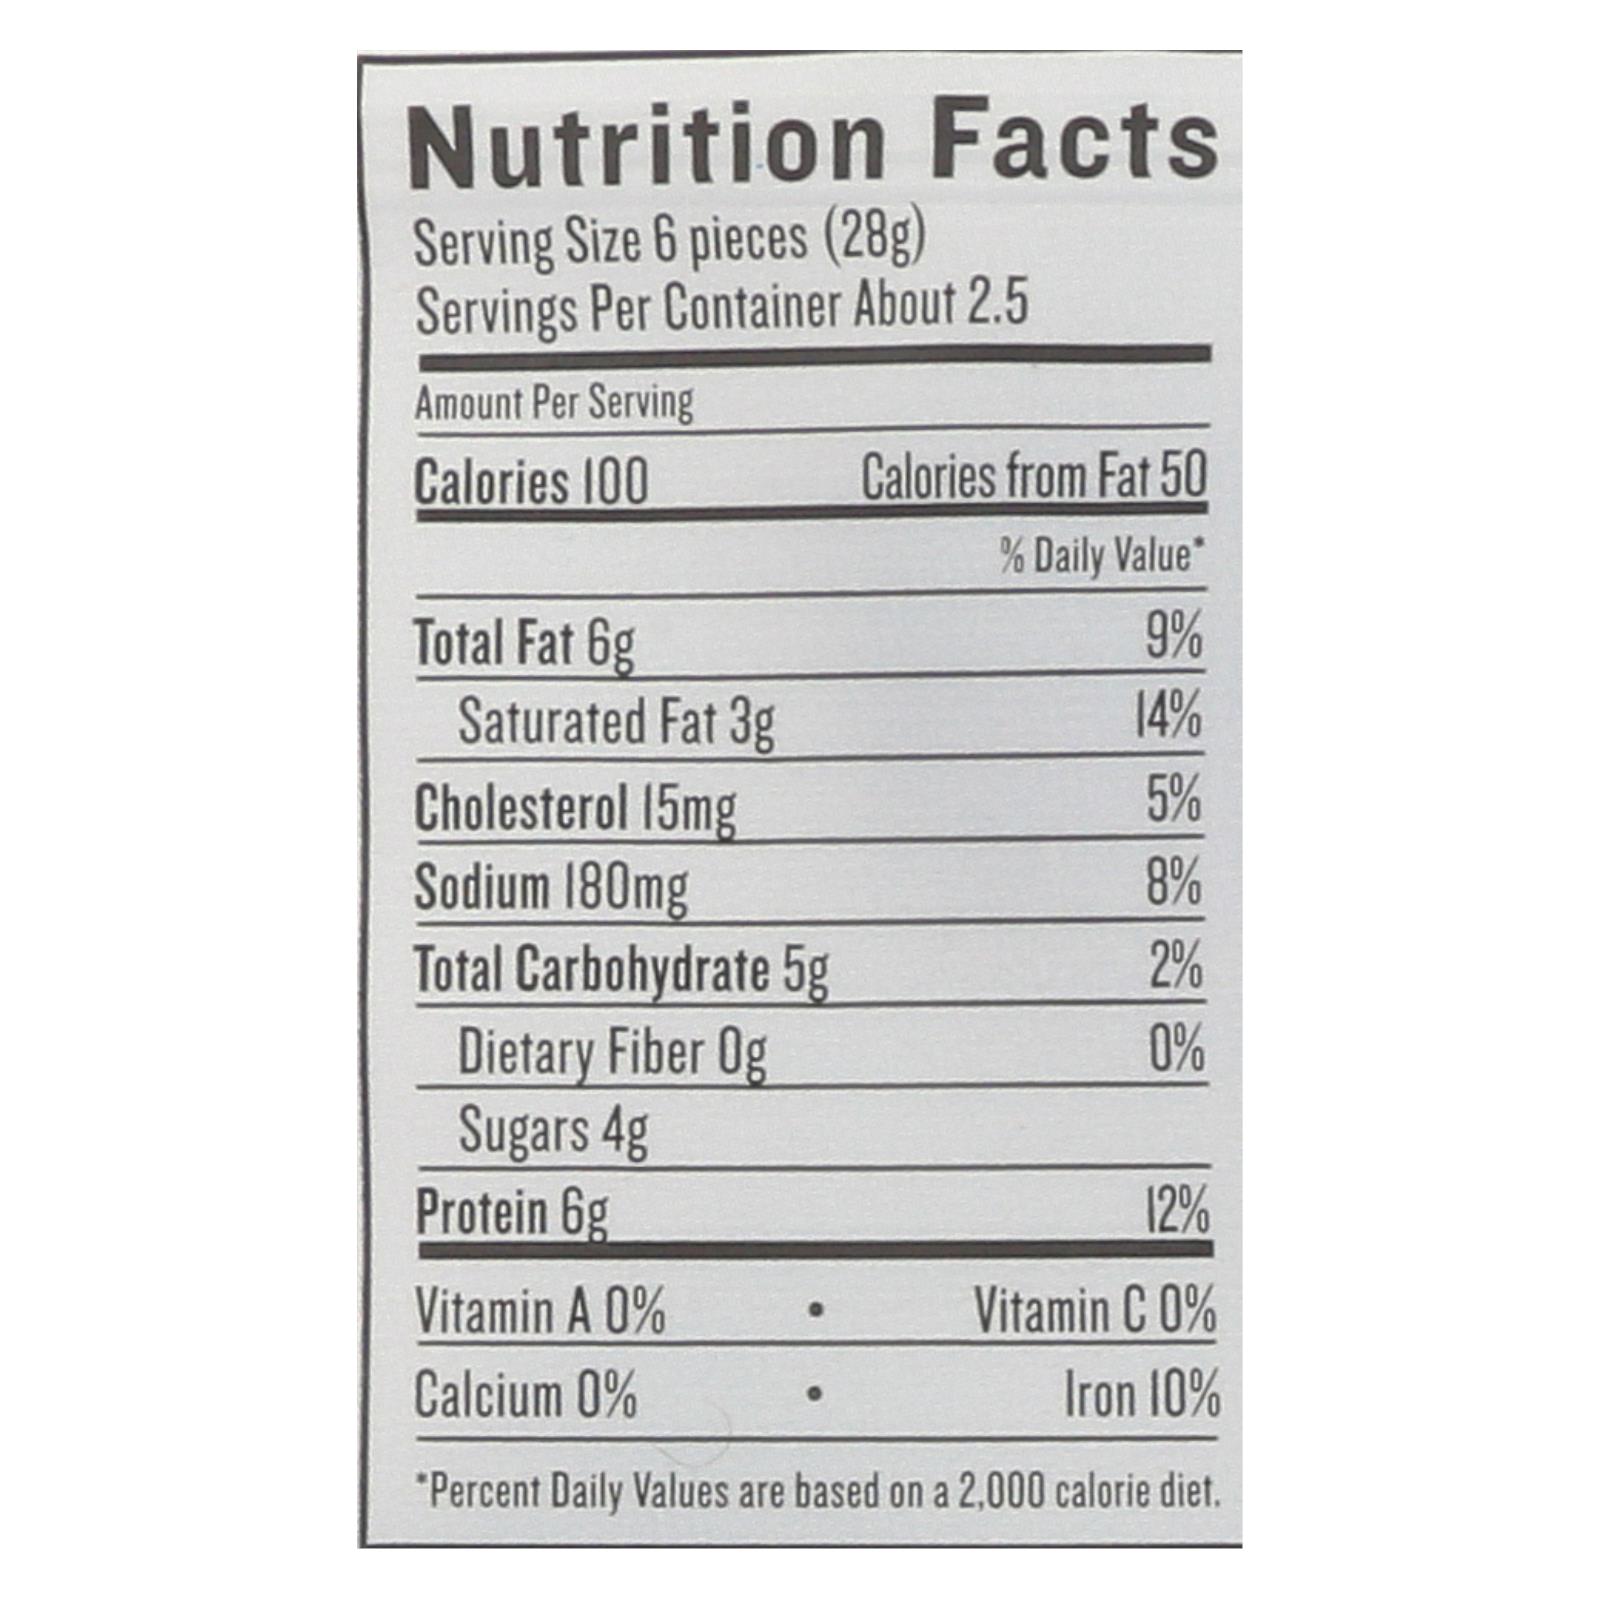 Nutrition Facts
Serving Size 6 pieces (28g)
Servings Per Container About 2.5
Amount Per Serving
Calories 100 Calories from Fat 50
% Daily Value*
Total Fat 6g 9%
Saturated Fat 3g 14%
Cholesterol 15mg 5%
Sodium 180mg 8%
Total Carbohydrate 5g 2%
Dietary Fiber 0g 0%
Sugars 4g
Protein 6g 12%
Vitamin A 0% • Vitamin C 0%
Calcium 0% • Iron 10%
*Percent Daily Values are based on a 2,000 calorie diet.